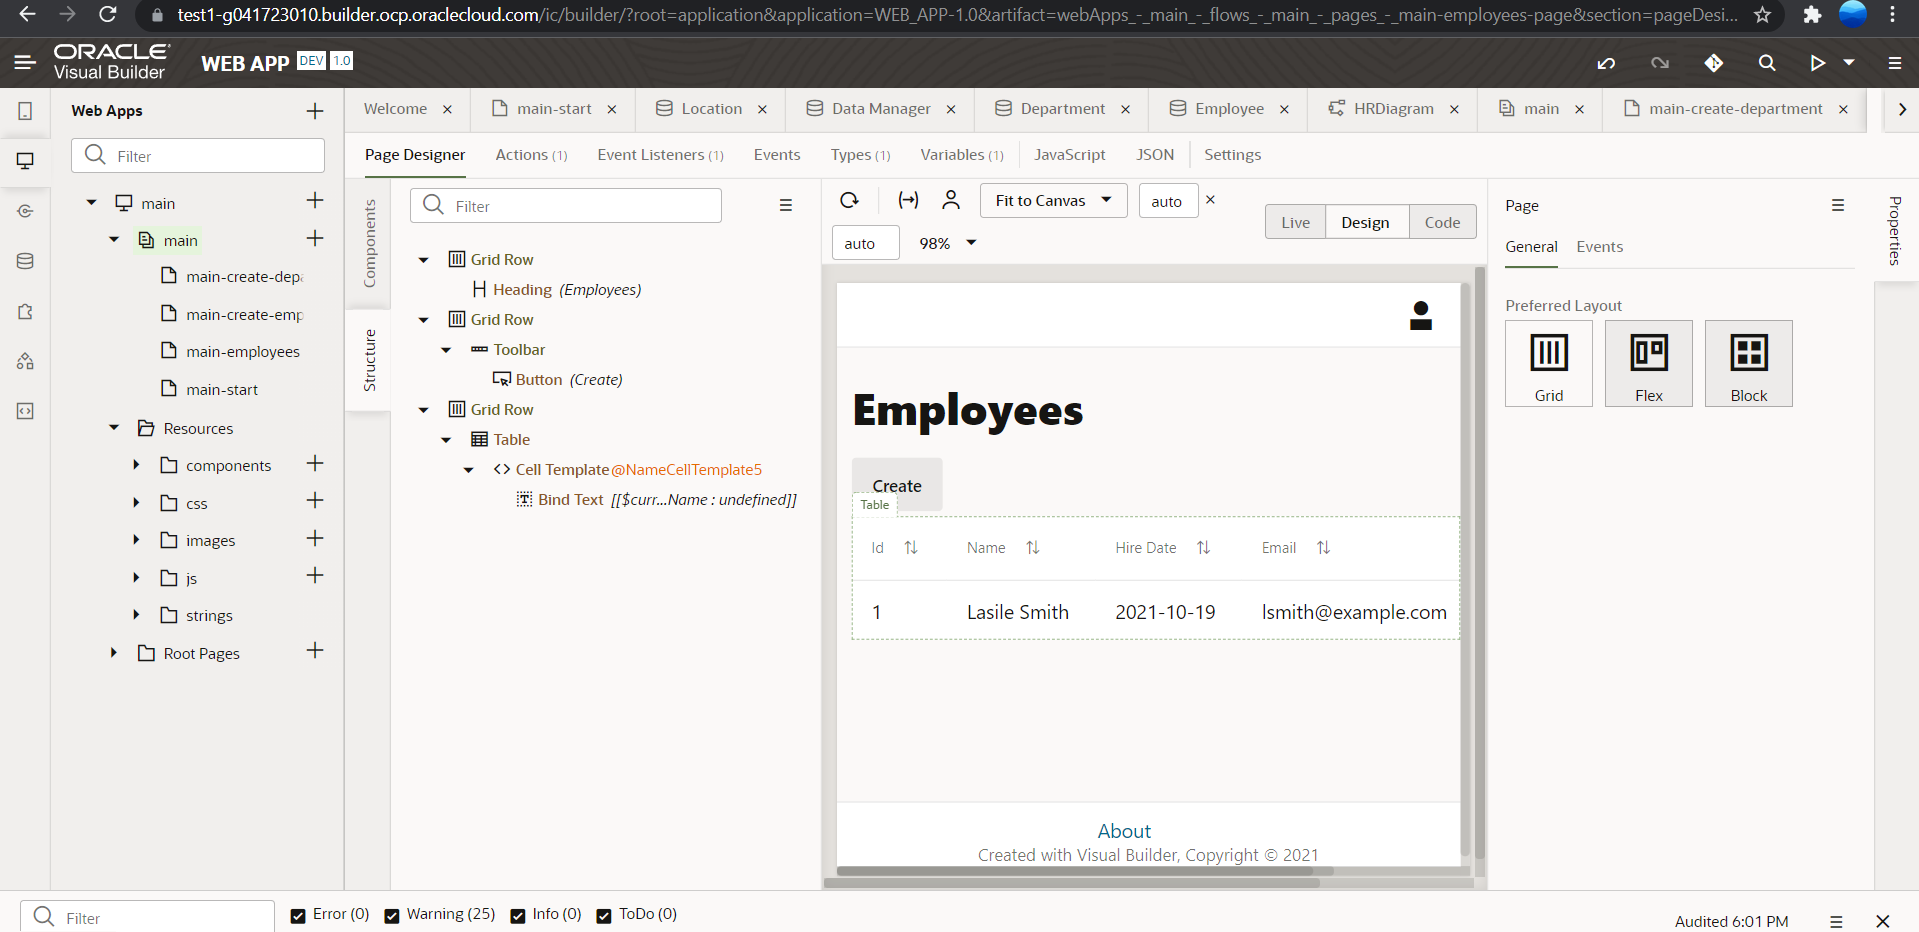 test1-g041723010.builder.ocp.oraclecloud.com/ic/builder/?root=application&application=WEB_APP-1.0&artifact=webApps_-_main_-_flows_-_main_-_pages_-_main-employees-page&section=pageDesi...
ORACLE
Visual Builder
WEB APP DEV 1.0
Web Apps
Filter
main
main
main-create-depa
main-create-emp
main-employees
main-start
Resources
components
css
images
js
strings
Root Pages
Welcome × main-start × Location × Data Manager × Department × Employee × HRDiagram × main × main-create-department ×
Page Designer Actions (1) Event Listeners (1) Events Types (1) Variables (1) JavaScript JSON Settings
Components
Structure
Filter
Grid Row
Heading (Employees)
Grid Row
Toolbar
Button (Create)
Grid Row
Table
Cell Template @NameCellTemplate5
Bind Text [[$curr...Name : undefined]]
Fit to Canvas auto ×
auto 98%
Live Design Code
Employees
Create
Table
Id Name Hire Date Email
1 Lasile Smith 2021-10-19 lsmith@example.com
About
Created with Visual Builder, Copyright © 2021
Page
General Events
Preferred Layout
Grid Flex Block
Properties
Filter
Error (0) Warning (25) Info (0) ToDo (0)
Audited 6:01 PM